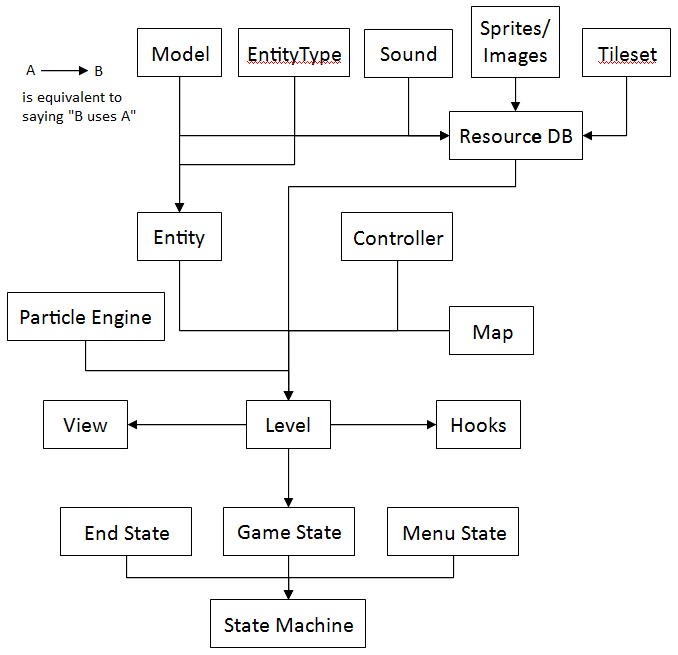 Model
EntityType
Sound
Sprites/
Images
Tileset
A
B
is equivalent to
saying "B uses A"
Resource DB
Entity
Controller
Particle Engine
Map
View
Level
Hooks
End State
Game State
Menu State
State Machine